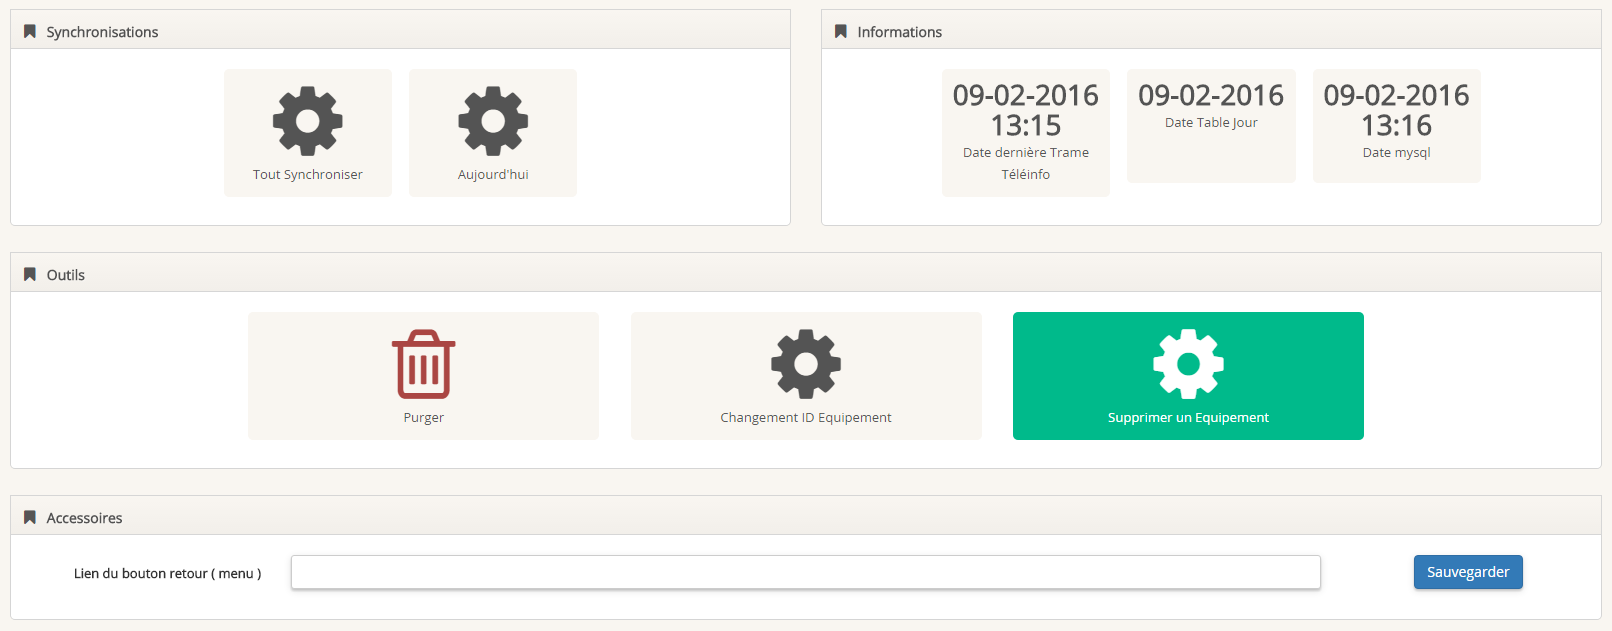 Synchronisations
Tout Synchroniser
Aujourd'hui
Informations
09-02-2016
13:15
Date dernière Trame
Téléinfo
09-02-2016
Date Table Jour
09-02-2016
13:16
Date mysql
Outils
Purger
Changement ID Equipement
Supprimer un Equipement
Accessoires
Lien du bouton retour ( menu )
Sauvegarder